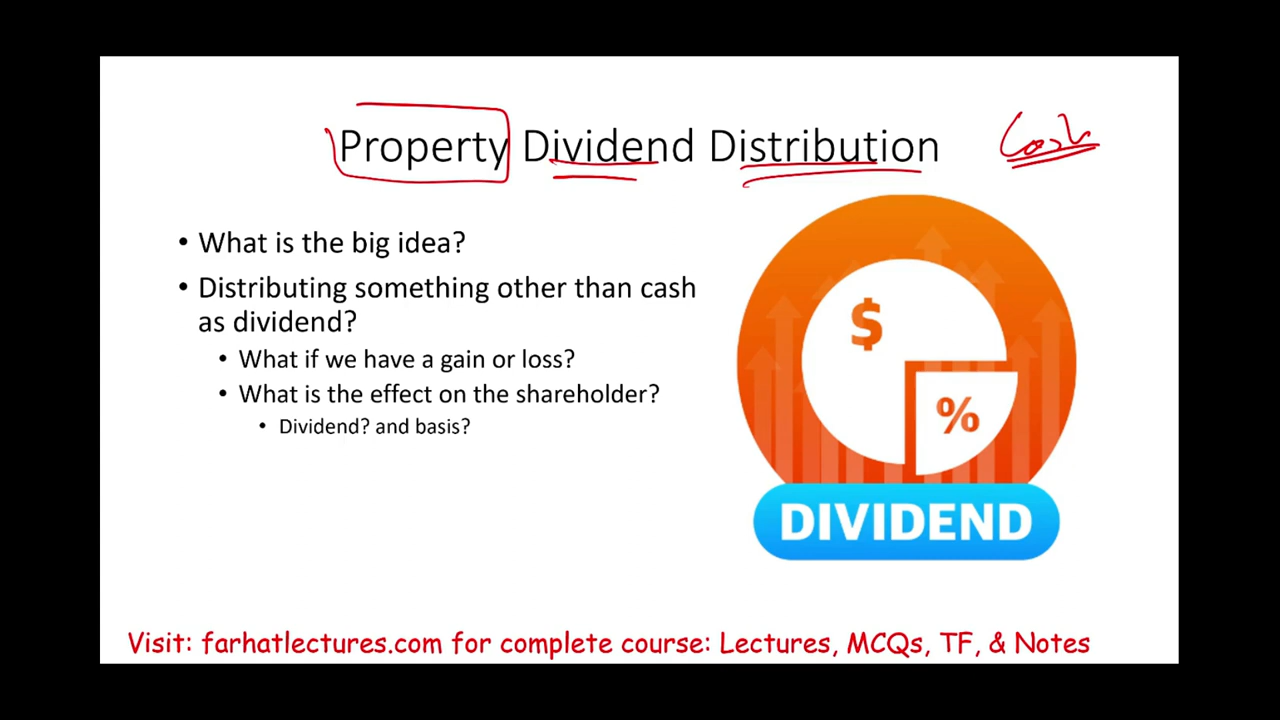 Property Dividend Distribution
Cash
• What is the big idea?
• Distributing something other than cash
as dividend?
• What if we have a gain or loss?
• What is the effect on the shareholder?
• Dividend? and basis?
$
%
DIVIDEND
Visit: farhatlectures.com for complete course: Lectures, MCQs, TF, & Notes